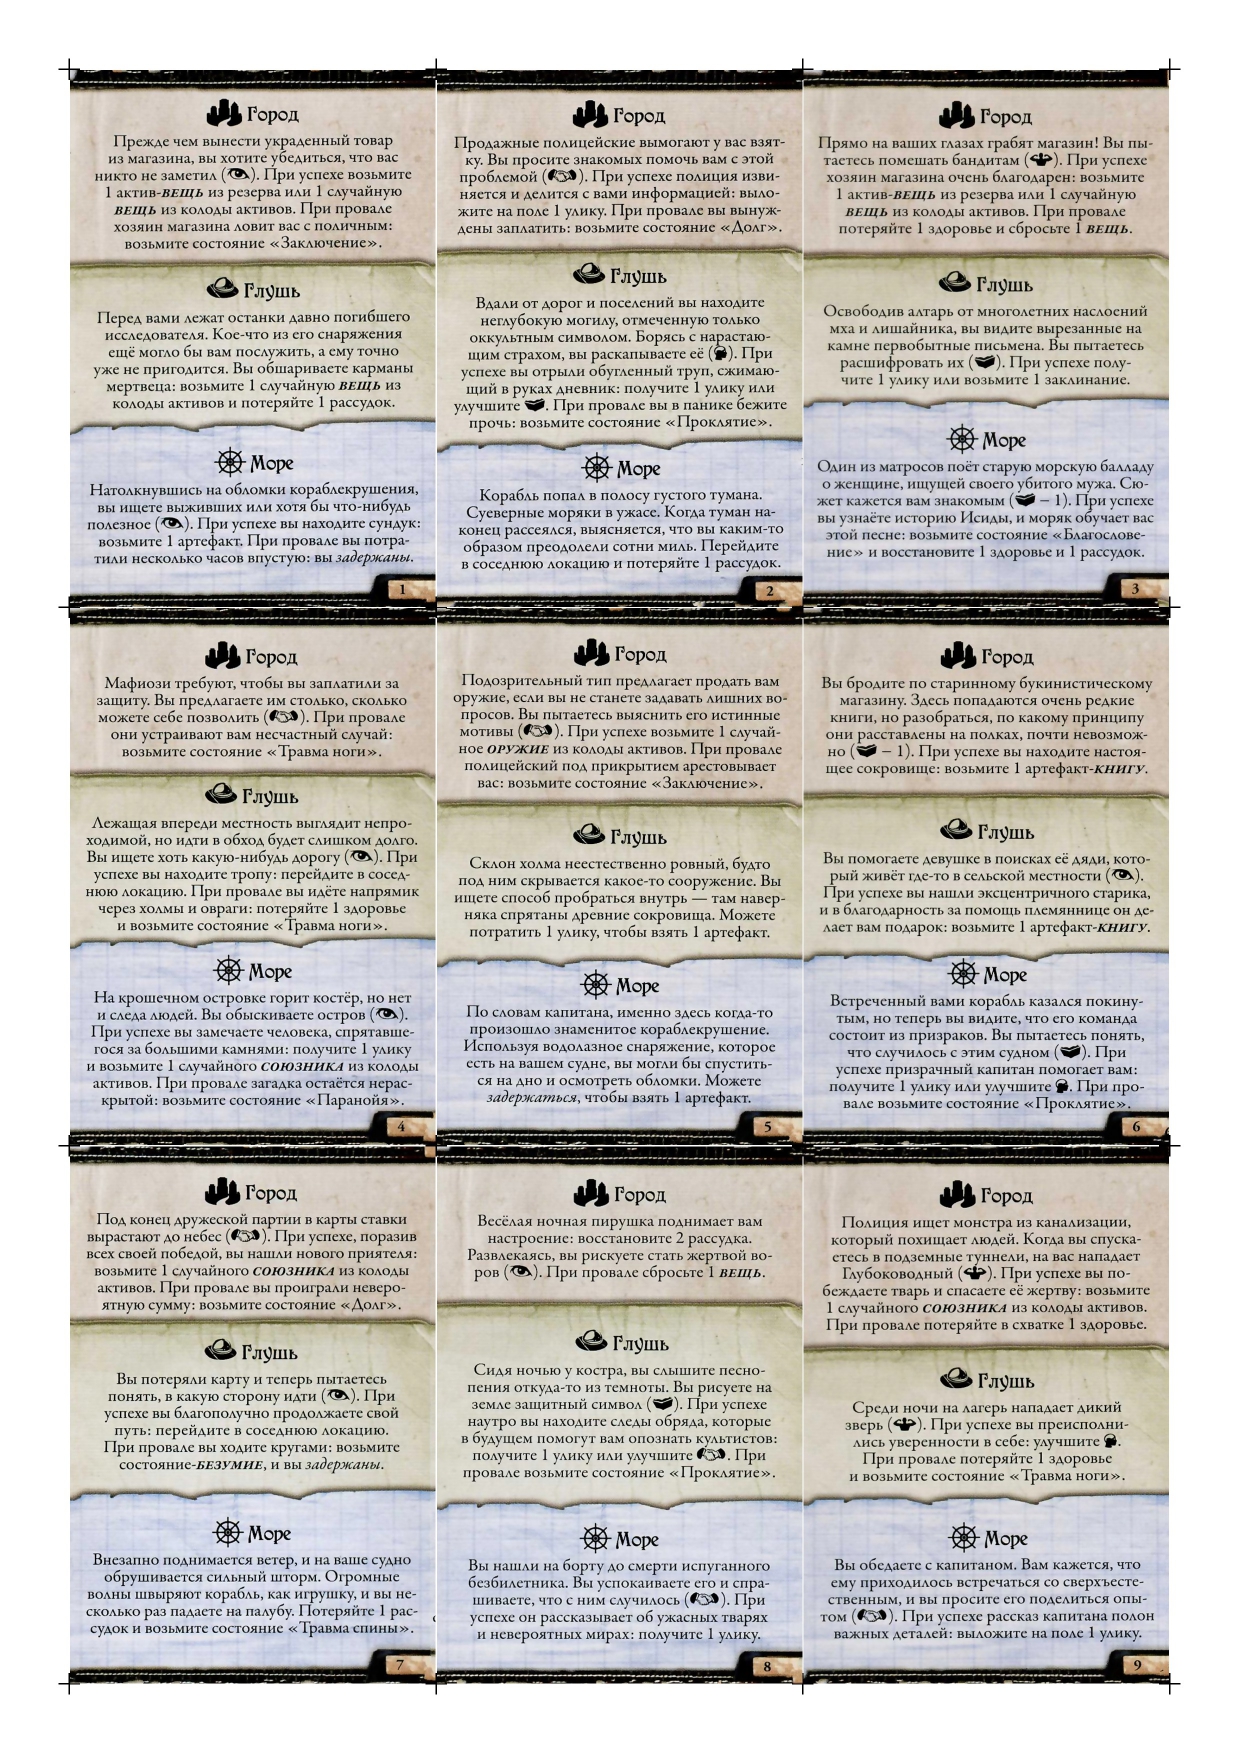 Город
Прежде чем вынести украденный товар
из магазина, вы хотите убедиться, что вас
никто не заметил (). При успехе возьмите
1 актив-ВЕЩЬ из резерва или 1 случайную
ВЕЩЬ из колоды активов. При провале
хозяин магазина ловит вас с поличным:
возьмите состояние «Заключение».
Глушь
Перед вами лежат останки давно погибшего
исследователя. Кое-что из его снаряжения
ещё могло бы вам послужить, а ему точно
уже не пригодится. Вы обшариваете карманы
мертвеца: возьмите 1 случайную ВЕЩЬ из
колоды активов и потеряйте 1 рассудок.
Море
Натолкнувшись на обломки кораблекрушения,
вы ищете выживших или хотя бы что-нибудь
полезное (). При успехе вы находите сундук:
возьмите 1 артефакт. При провале вы потра-
тили несколько часов впустую: вы задержаны.
1
Город
Продажные полицейские вымогают у вас взят-
ку. Вы просите знакомых помочь вам с этой
проблемой (). При успехе полиция изви-
няется и делится с вами информацией: выло-
жите на поле 1 улику. При провале вы вынуж-
дены заплатить: возьмите состояние «Долг».
Глушь
Вдали от дорог и поселений вы находите
неглубокую могилу, отмеченную только
оккультным символом. Борясь с нарастаю-
щим страхом, вы раскапываете её (). При
успехе вы отрыли обугленный труп, сжимаю-
щий в руках дневник: получите 1 улику или
улучшите . При провале вы в панике бежите
прочь: возьмите состояние «Проклятие».
Море
Корабль попал в полосу густого тумана.
Суеверные моряки в ужасе. Когда туман на-
конец рассеялся, выясняется, что вы каким-то
образом преодолели сотни миль. Перейдите
в соседнюю локацию и потеряйте 1 рассудок.
2
Город
Прямо на ваших глазах грабят магазин! Вы пы-
таетесь помешать бандитам (). При успехе
хозяин магазина очень благодарен: возьмите
1 актив-ВЕЩЬ из резерва или 1 случайную
ВЕЩЬ из колоды активов. При провале
потеряйте 1 здоровье и сбросьте 1 ВЕЩЬ.
Глушь
Освободив алтарь от многолетних наслоений
мха и лишайника, вы видите вырезанные на
камне первобытные письмена. Вы пытаетесь
расшифровать их (). При успехе полу-
чите 1 улику или возьмите 1 заклинание.
Море
Один из матросов поёт старую морскую балладу
о женщине, ищущей своего убитого мужа. Сю-
жет кажется вам знакомым ( – 1). При успехе
вы узнаёте историю Исиды, и моряк обучает вас
этой песне: возьмите состояние «Благослове-
ние» и восстановите 1 здоровье и 1 рассудок.
3
Город
Мафиози требуют, чтобы вы заплатили за
защиту. Вы предлагаете им столько, сколько
можете себе позволить (). При провале
они устраивают вам несчастный случай:
возьмите состояние «Травма ноги».
Глушь
Лежащая впереди местность выглядит непро-
ходимой, но идти в обход будет слишком долго.
Вы ищете хоть какую-нибудь дорогу (). При
успехе вы находите тропу: перейдите в сосед-
нюю локацию. При провале вы идёте напрямик
через холмы и овраги: потеряйте 1 здоровье
и возьмите состояние «Травма ноги».
Море
На крошечном островке горит костёр, но нет
и следа людей. Вы обыскиваете остров ().
При успехе вы замечаете человека, спрятавше-
гося за большими камнями: получите 1 улику
и возьмите 1 случайного СОЮЗНИКА из колоды
активов. При провале загадка остаётся нерас-
крытой: возьмите состояние «Паранойя».
4
Город
Подозрительный тип предлагает продать вам
оружие, если вы не станете задавать лишних во-
просов. Вы пытаетесь выяснить его истинные
мотивы (). При успехе возьмите 1 случай-
ное ОРУЖИЕ из колоды активов. При провале
полицейский под прикрытием арестовывает
вас: возьмите состояние «Заключение».
Глушь
Склон холма неестественно ровный, будто
под ним скрывается какое-то сооружение. Вы
ищете способ пробраться внутрь — там навер-
няка спрятаны древние сокровища. Можете
потратить 1 улику, чтобы взять 1 артефакт.
Море
По словам капитана, именно здесь когда-то
произошло знаменитое кораблекрушение.
Используя водолазное снаряжение, которое
есть на вашем судне, вы могли бы спустить-
ся на дно и осмотреть обломки. Можете
задержаться, чтобы взять 1 артефакт.
5
Город
Вы бродите по старинному букинистическому
магазину. Здесь попадаются очень редкие
книги, но разобраться, по какому принципу
они расставлены на полках, почти невозмож-
но ( – 1). При успехе вы находите настоя-
щее сокровище: возьмите 1 артефакт-КНИГУ.
Глушь
Вы помогаете девушке в поисках её дяди, кото-
рый живёт где-то в сельской местности ().
При успехе вы нашли эксцентричного старика,
и в благодарность за помощь племяннице он де-
лает вам подарок: возьмите 1 артефакт-КНИГУ.
Море
Встреченный вами корабль казался покину-
тым, но теперь вы видите, что его команда
состоит из призраков. Вы пытаетесь понять,
что случилось с этим судном (). При
успехе призрачный капитан помогает вам:
получите 1 улику или улучшите . При про-
вале возьмите состояние «Проклятие».
6
Город
Под конец дружеской партии в карты ставки
вырастают до небес (). При успехе, поразив
всех своей победой, вы нашли нового приятеля:
возьмите 1 случайного СОЮЗНИКА из колоды
активов. При провале вы проиграли неверо-
ятную сумму: возьмите состояние «Долг».
Глушь
Вы потеряли карту и теперь пытаетесь
понять, в какую сторону идти (). При
успехе вы благополучно продолжаете свой
путь: перейдите в соседнюю локацию.
При провале вы ходите кругами: возьмите
состояние-БЕЗУМИЕ, и вы задержаны.
Море
Внезапно поднимается ветер, и на ваше судно
обрушивается сильный шторм. Огромные
волны швыряют корабль, как игрушку, и вы не-
сколько раз падаете на палубу. Потеряйте 1 рас-
судок и возьмите состояние «Травма спины».
7
Город
Весёлая ночная пирушка поднимает вам
настроение: восстановите 2 рассудка.
Развлекаясь, вы рискуете стать жертвой во-
ров (). При провале сбросьте 1 ВЕЩЬ.
Глушь
Сидя ночью у костра, вы слышите песно-
пения откуда-то из темноты. Вы рисуете на
земле защитный символ (). При успехе
наутро вы находите следы обряда, которые
в будущем помогут вам опознать культистов:
получите 1 улику или улучшите . При
провале возьмите состояние «Проклятие».
Море
Вы нашли на борту до смерти испуганного
безбилетника. Вы успокаиваете его и спра-
шиваете, что с ним случилось (). При
успехе он рассказывает об ужасных тварях
и невероятных мирах: получите 1 улику.
8
Город
Полиция ищет монстра из канализации,
который похищает людей. Когда вы спуска-
етесь в подземные туннели, на вас нападает
Глубоководный (). При успехе вы по-
беждаете тварь и спасаете её жертву: возьмите
1 случайного СОЮЗНИКА из колоды активов.
При провале потеряйте в схватке 1 здоровье.
Глушь
Среди ночи на лагерь нападает дикий
зверь (). При успехе вы преисполни-
лись уверенности в себе: улучшите .
При провале потеряйте 1 здоровье
и возьмите состояние «Травма ноги».
Море
Вы обедаете с капитаном. Вам кажется, что
ему приходилось встречаться со сверхъесте-
ственным, и вы просите его поделиться опы-
том (). При успехе рассказ капитана полон
важных деталей: выложите на поле 1 улику.
9